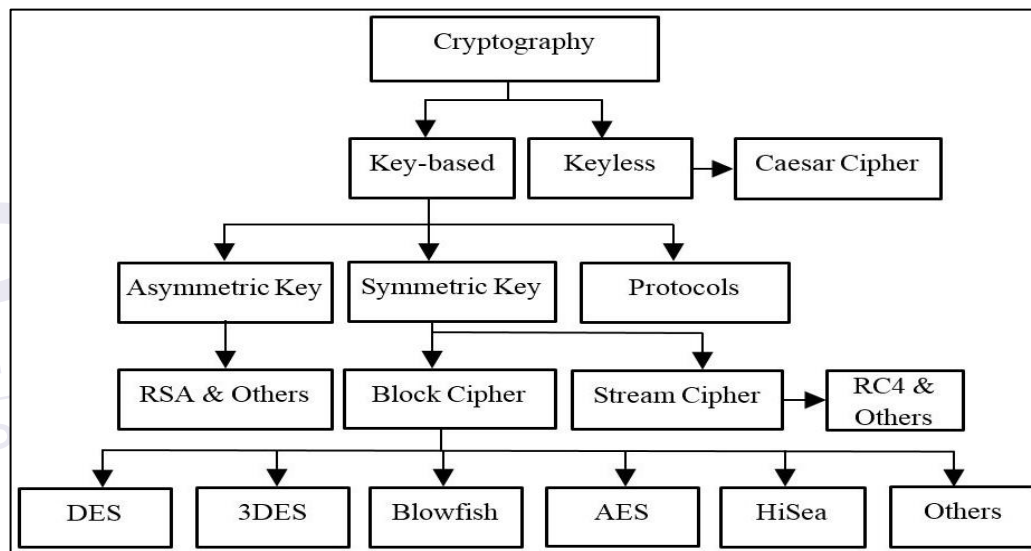 Cryptography
Key-based
Keyless
Caesar Cipher
Asymmetric Key
Symmetric Key
Protocols
RSA & Others
Block Cipher
Stream Cipher
RC4 &
Others
DES
3DES
Blowfish
AES
HiSea
Others